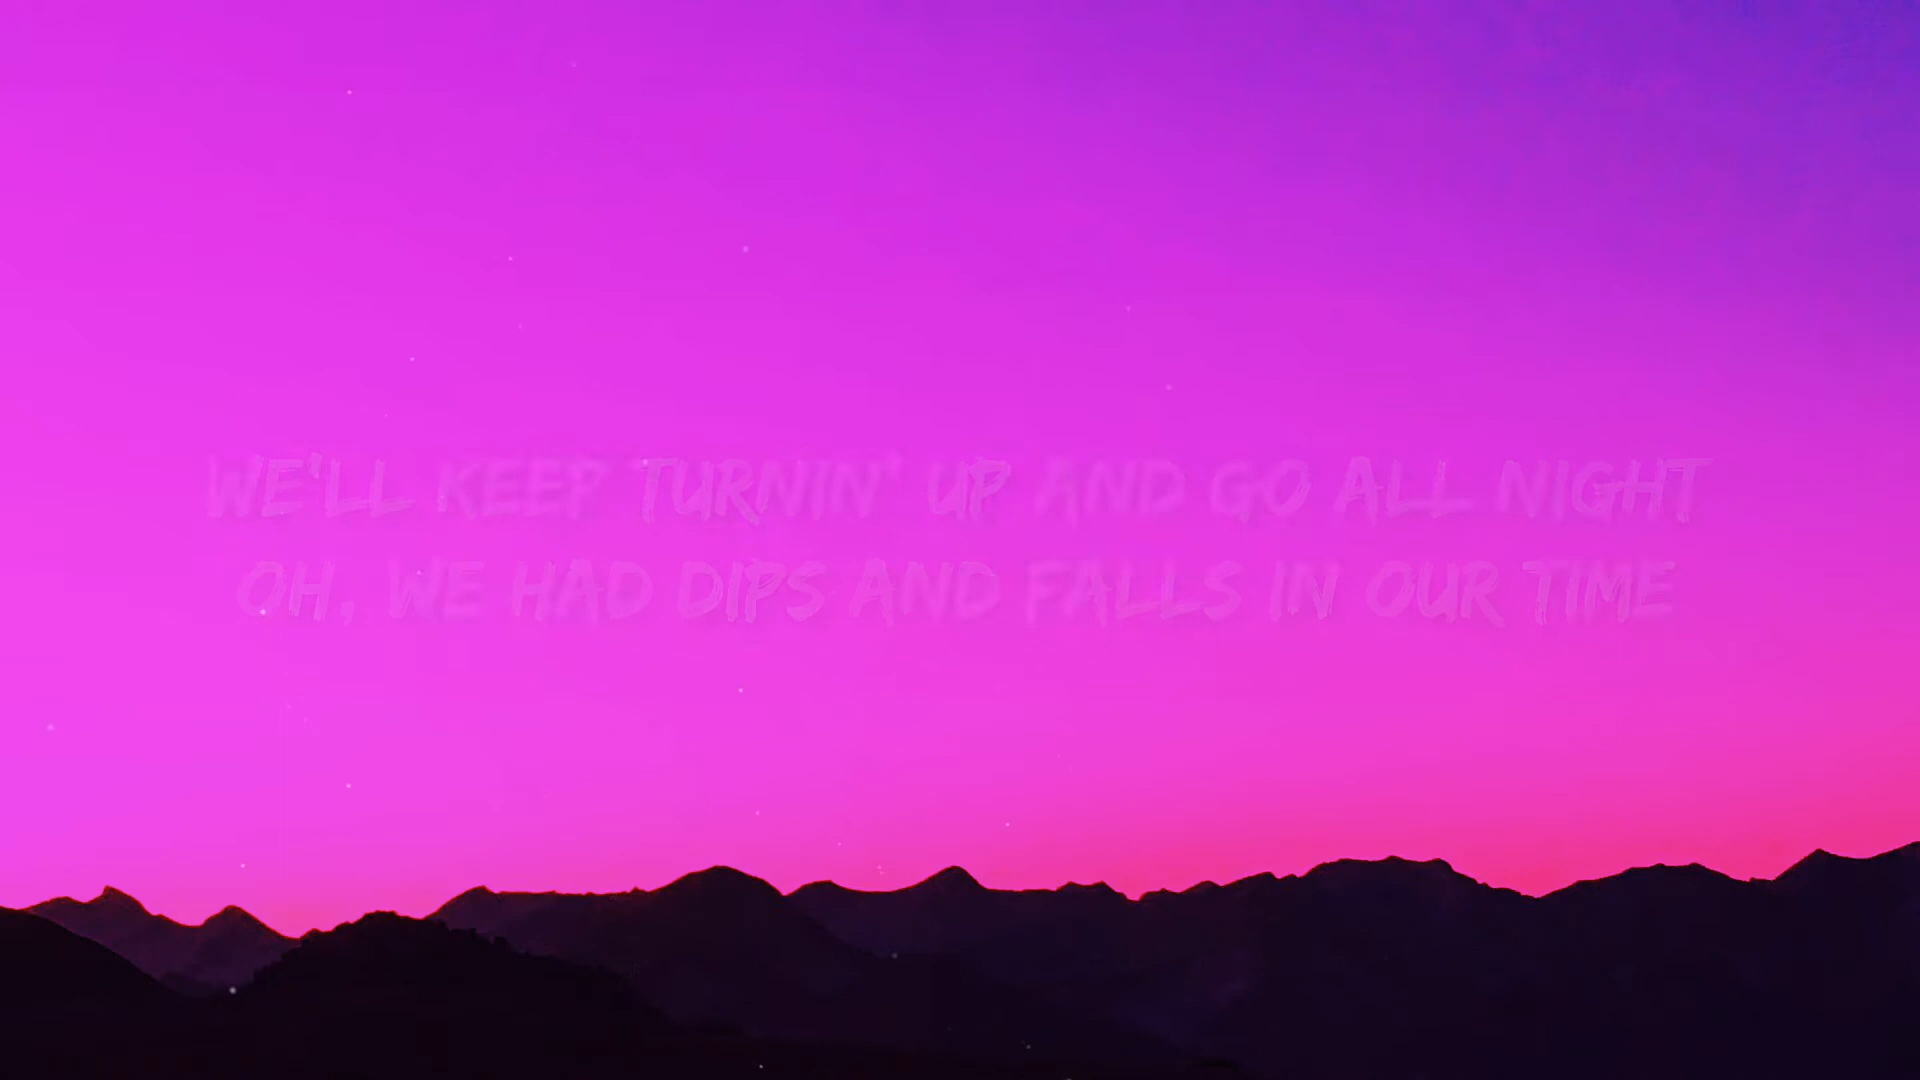 WE'LL KEEP TURNIN' UP AND GO ALL NIGHT
OH, WE HAD DIPS AND FALLS IN OUR TIME